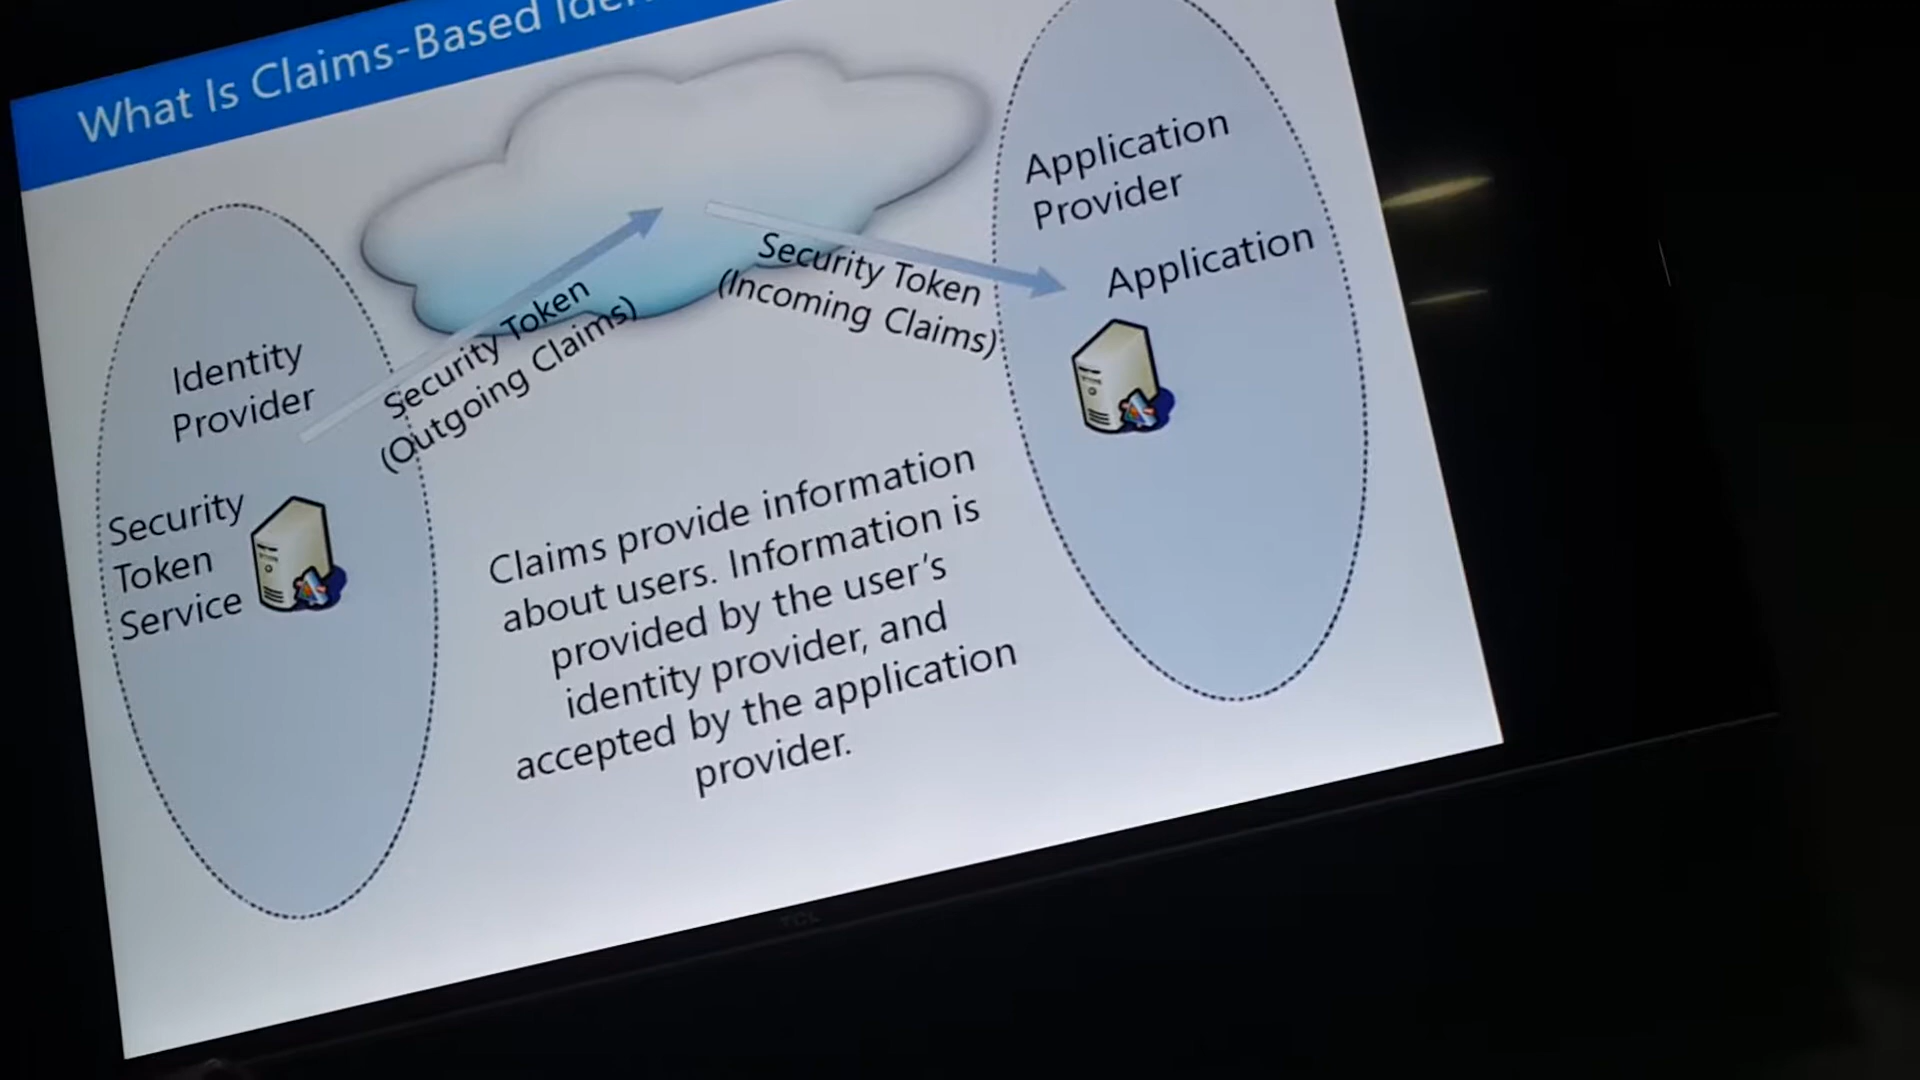 What Is Claims-Based
Identity
Provider
Security
Token
Service
Security Token
(Outgoing Claims)
Security Token
(Incoming Claims)
Application
Provider
Application
Claims provide information
about users. Information is
provided by the user's
identity provider, and
accepted by the application
provider.
TCL